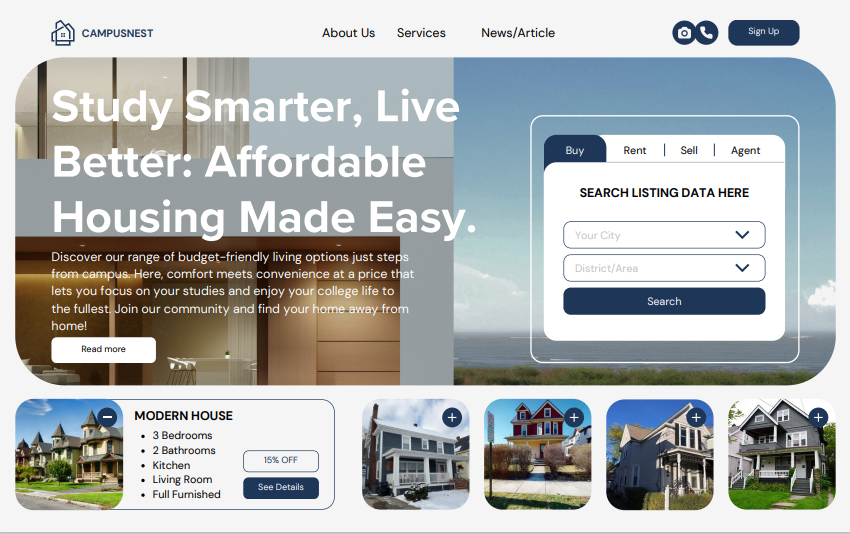 CAMPUSNEST
About Us
Services
News/Article
Sign Up
Study Smarter, Live
Better: Affordable
Housing Made Easy.
Discover our range of budget-friendly living options just steps
from campus. Here, comfort meets convenience at a price that
lets you focus on your studies and enjoy your college life to
the fullest. Join our community and find your home away from
home!
Read more
Buy
Rent
Sell
Agent
SEARCH LISTING DATA HERE
Your City
District/Area
Search
MODERN HOUSE
• 3 Bedrooms
• 2 Bathrooms
• Kitchen
• Living Room
• Full Furnished
15% OFF
See Details